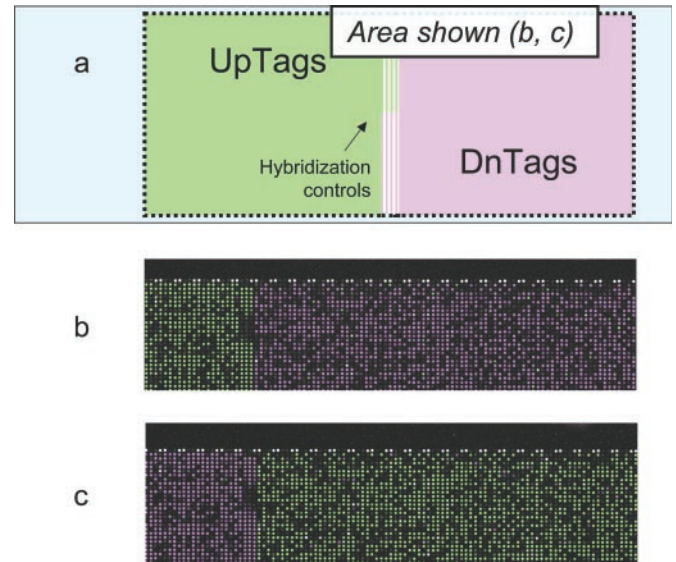 a
Area shown (b, c)
UpTags
Hybridization
controls
DnTags
b
c